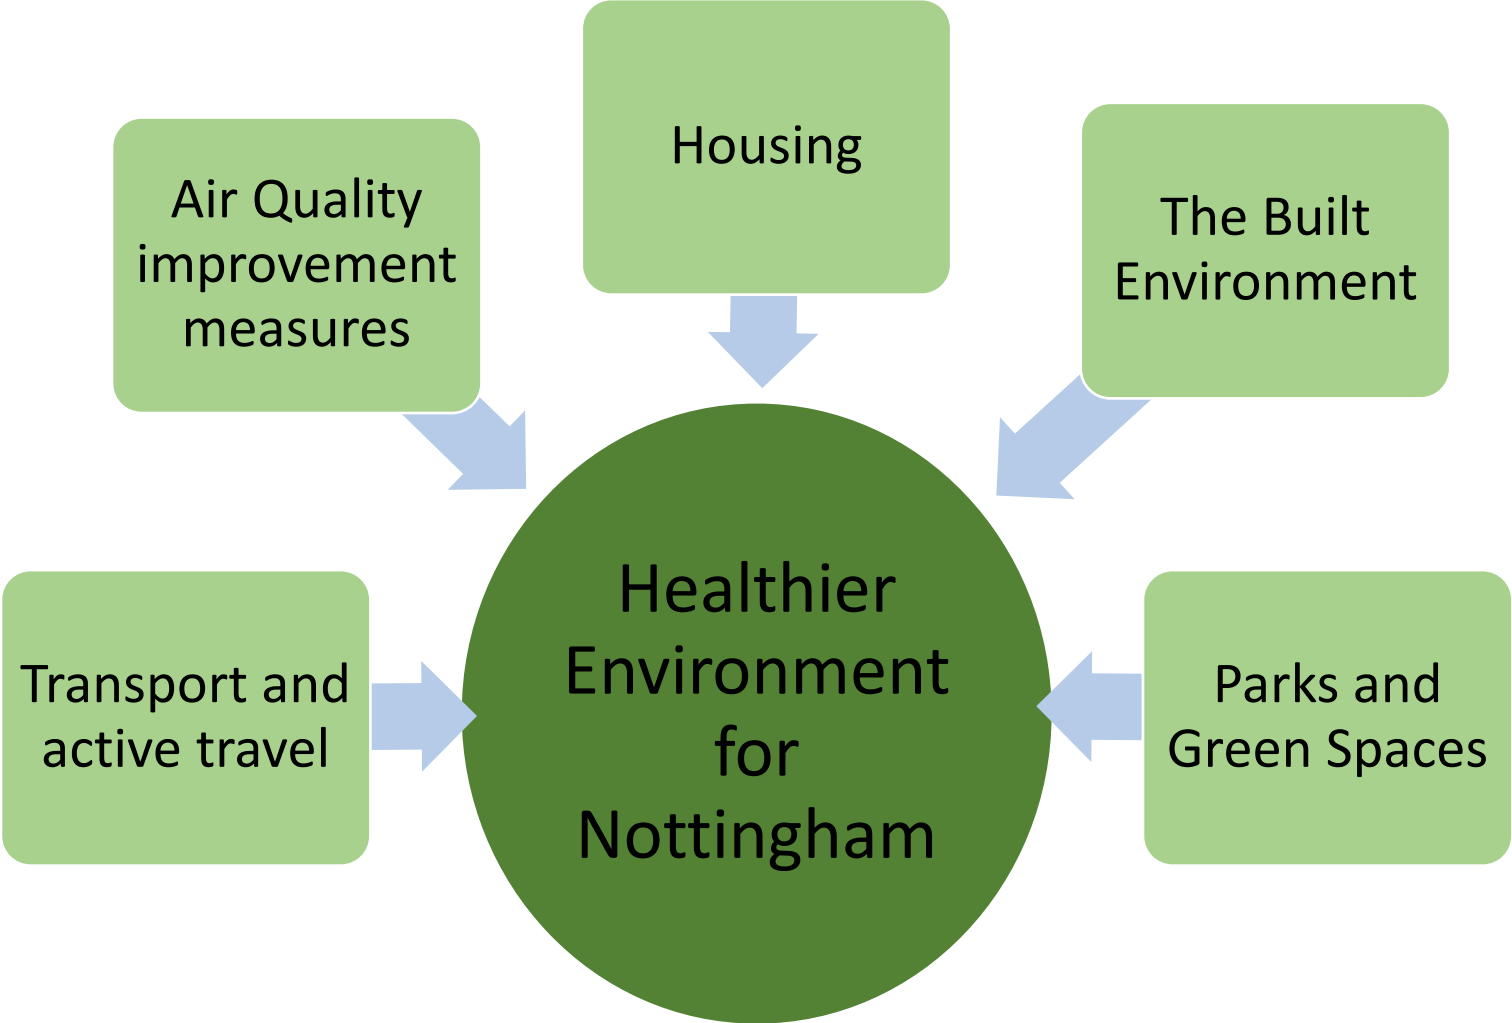 Housing
Air Quality
improvement
measures
The Built
Environment
Transport and
active travel
Healthier
Environment
for
Nottingham
Parks and
Green Spaces